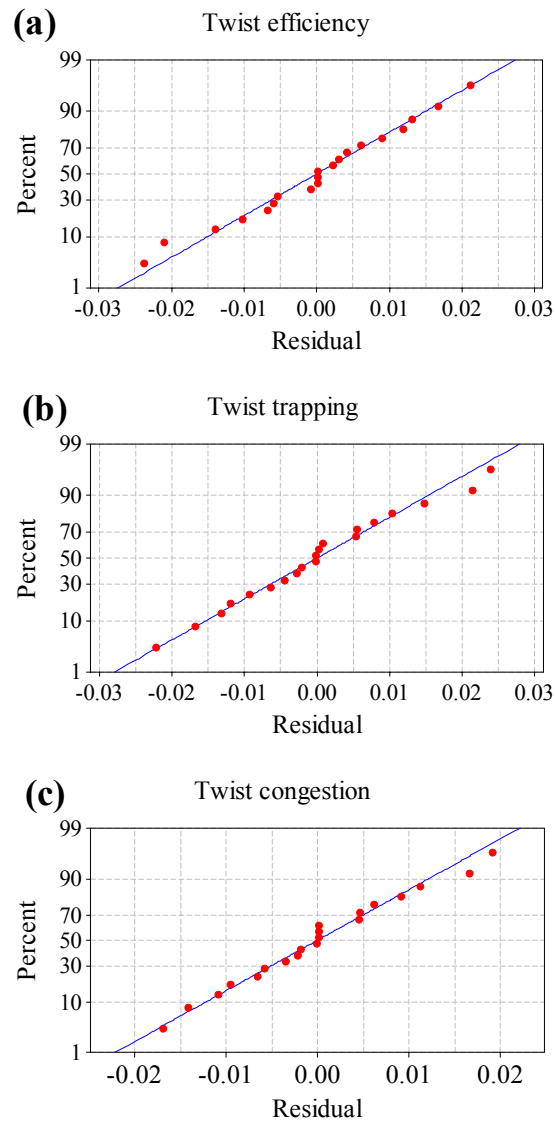 (a)
Twist efficiency
99
90
70
50
30
10
1
Percent
-0.03 -0.02 -0.01 0.00 0.01 0.02 0.03
Residual
(b)
Twist trapping
99
90
70
50
30
10
1
Percent
-0.03 -0.02 -0.01 0.00 0.01 0.02 0.03
Residual
(c)
Twist congestion
99
90
70
50
30
10
1
Percent
-0.02 -0.01 0.00 0.01 0.02
Residual